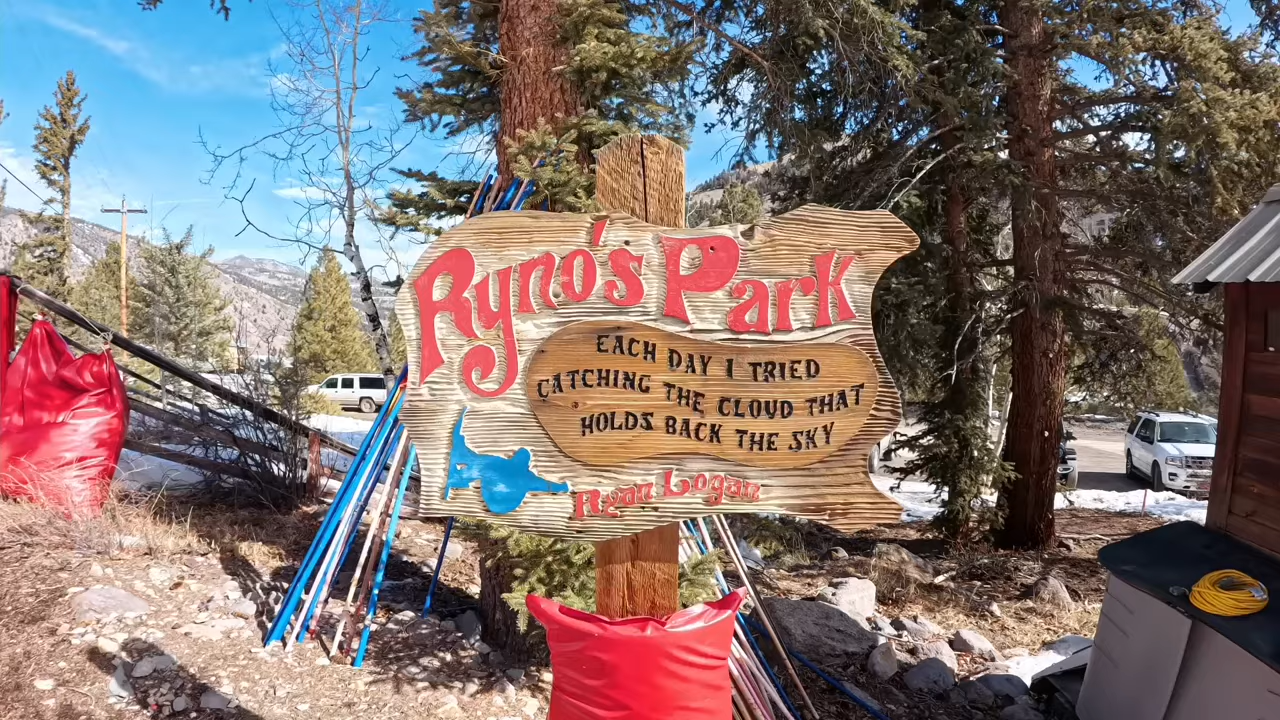 Ryno's Park
EACH DAY I TRIED
CATCHING THE CLOUD THAT
HOLDS BACK THE SKY
Ryan Logan